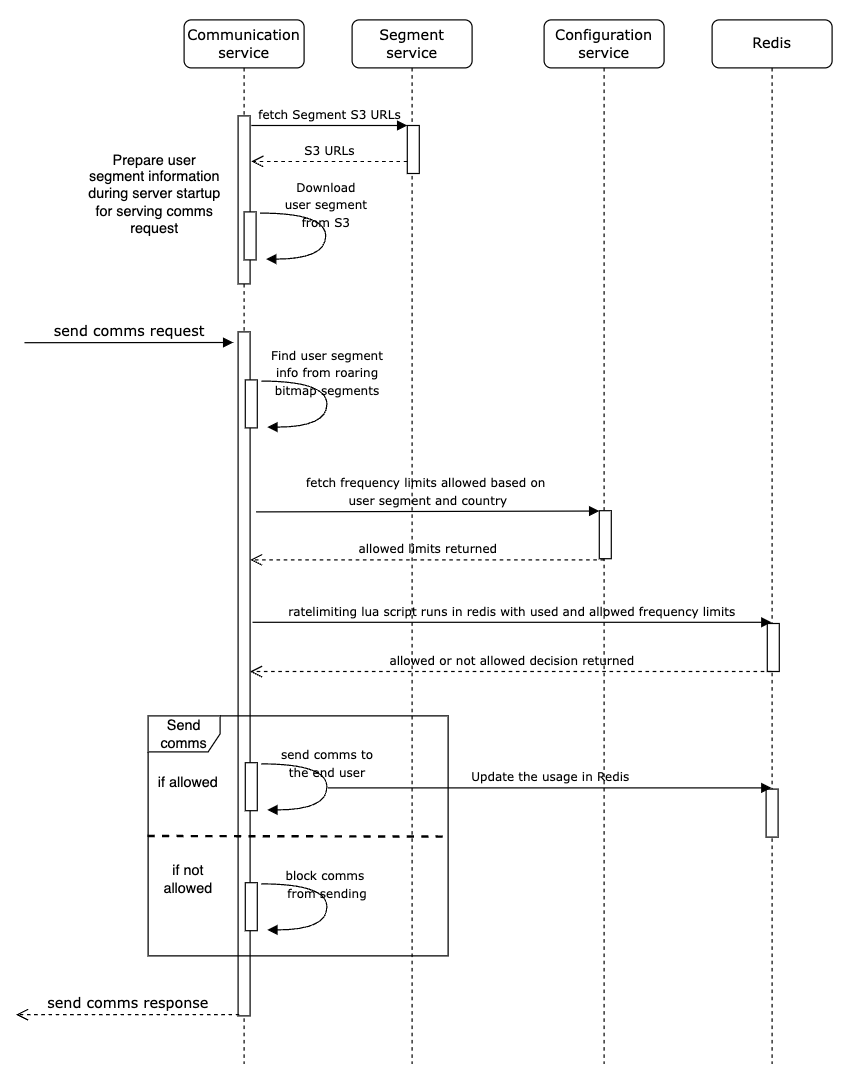 Communication
service
Segment
service
Configuration
service
Redis
fetch Segment S3 URLs
S3 URLs
Prepare user
segment information
during server startup
for serving comms
request
Download
user segment
from S3
send comms request
Find user segment
info from roaring
bitmap segments
fetch frequency limits allowed based on
user segment and country
allowed limits returned
ratelimiting lua script runs in redis with used and allowed frequency limits
allowed or not allowed decision returned
Send
comms
if allowed
send comms to
the end user
Update the usage in Redis
if not
allowed
block comms
from sending
send comms response